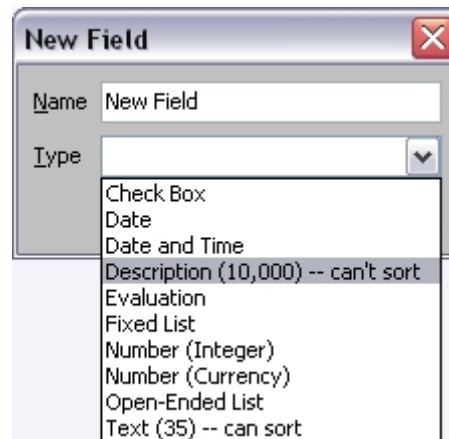 New Field
Name New Field
Type
Check Box
Date
Date and Time
Description (10,000) -- can't sort
Evaluation
Fixed List
Number (Integer)
Number (Currency)
Open-Ended List
Text (35) -- can sort